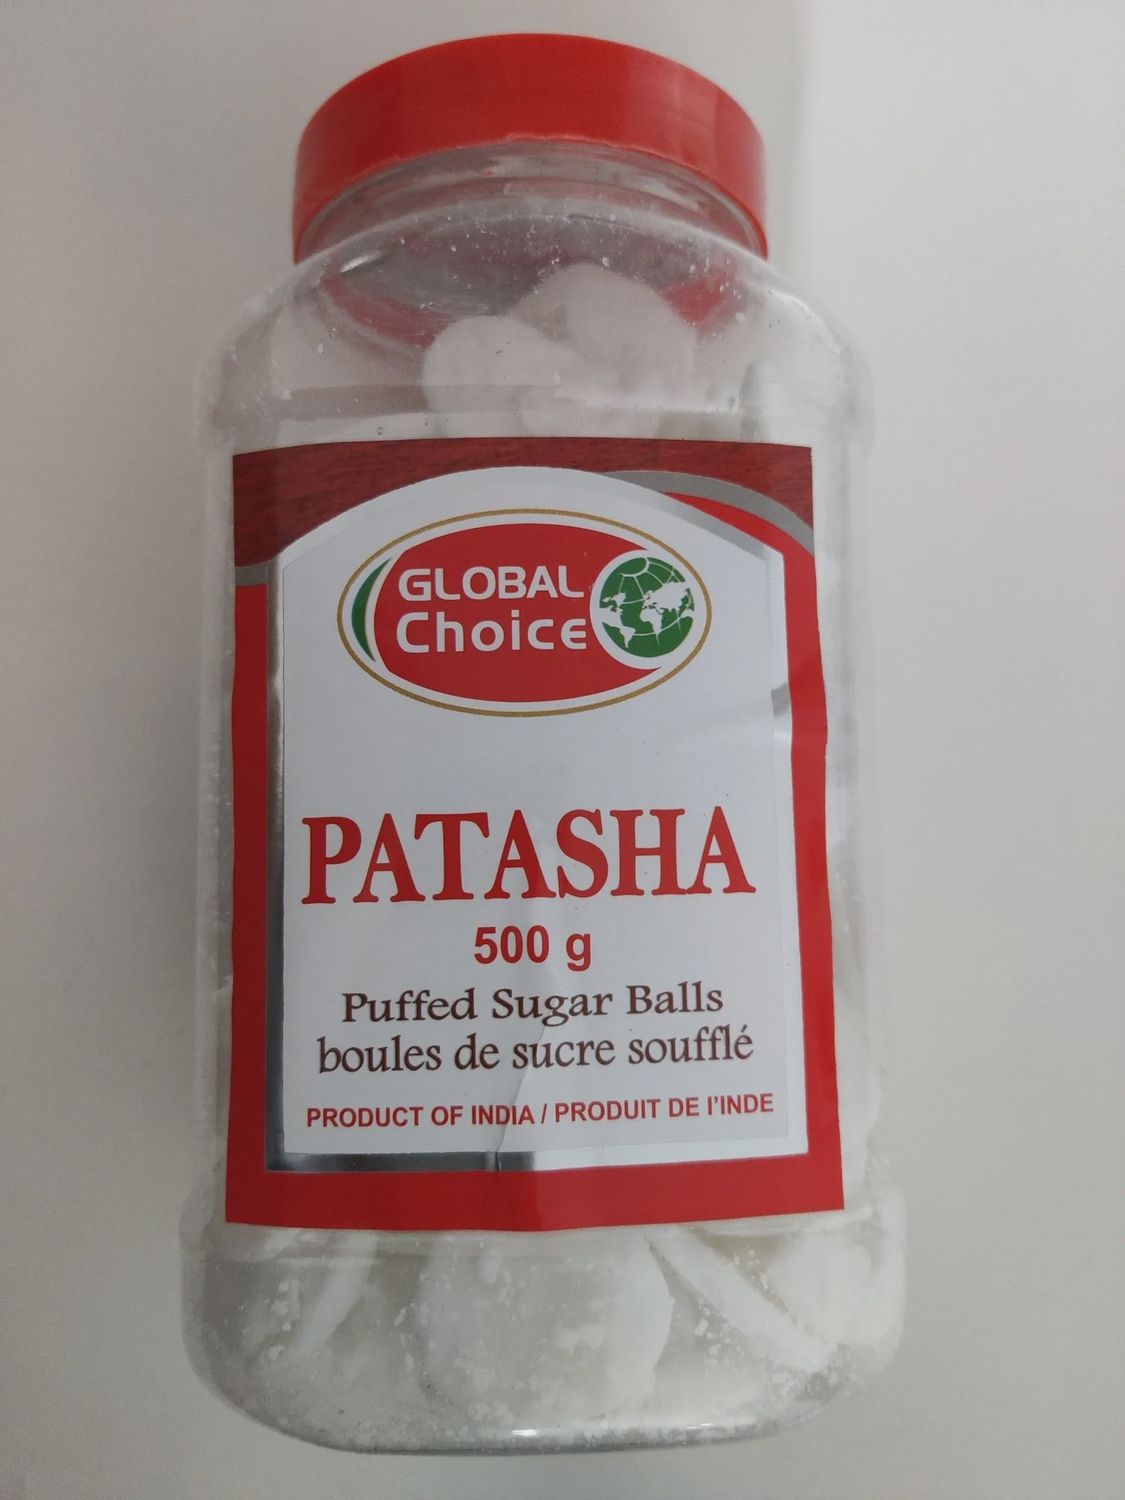 GLOBAL
Choice
PATASHA
500 g
Puffed Sugar Balls
boules de sucre soufflé
PRODUCT OF INDIA / PRODUIT DE l'INDE